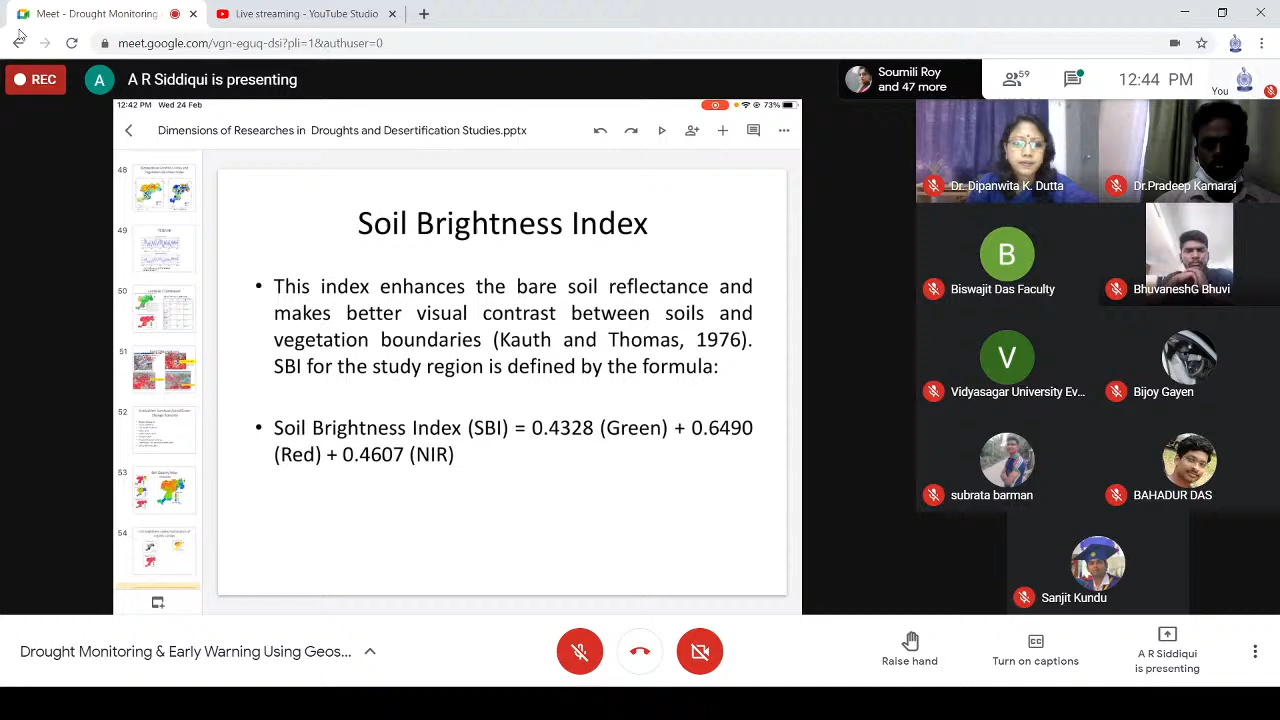 Meet - Drought Monitoring
Live streaming - YouTube Studio
meet.google.com/vgn-eguq-dsi?pli=1&authuser=0
REC
A
A R Siddiqui is presenting
Soumili Roy
and 47 more
59
12:44 PM
You
12:42 PM Wed 24 Feb
73%
Dimensions of Researches in Droughts and Desertification Studies.pptx
48
49
50
51
52
53
54
Soil Brightness Index
• This index enhances the bare soil reflectance and
makes better visual contrast between soils and
vegetation boundaries (Kauth and Thomas, 1976).
SBI for the study region is defined by the formula:
• Soil Brightness Index (SBI) = 0.4328 (Green) + 0.6490
(Red) + 0.4607 (NIR)
Dr. Dipanwita K. Dutta
Dr.Pradeep Kamaraj
B
Biswajit Das Faculty
BhuvaneshG Bhuvi
V
Vidyasagar University Ev...
Bijoy Gayen
subrata barman
BAHADUR DAS
Sanjit Kundu
Drought Monitoring & Early Warning Using Geos...
Raise hand
Turn on captions
A R Siddiqui
is presenting